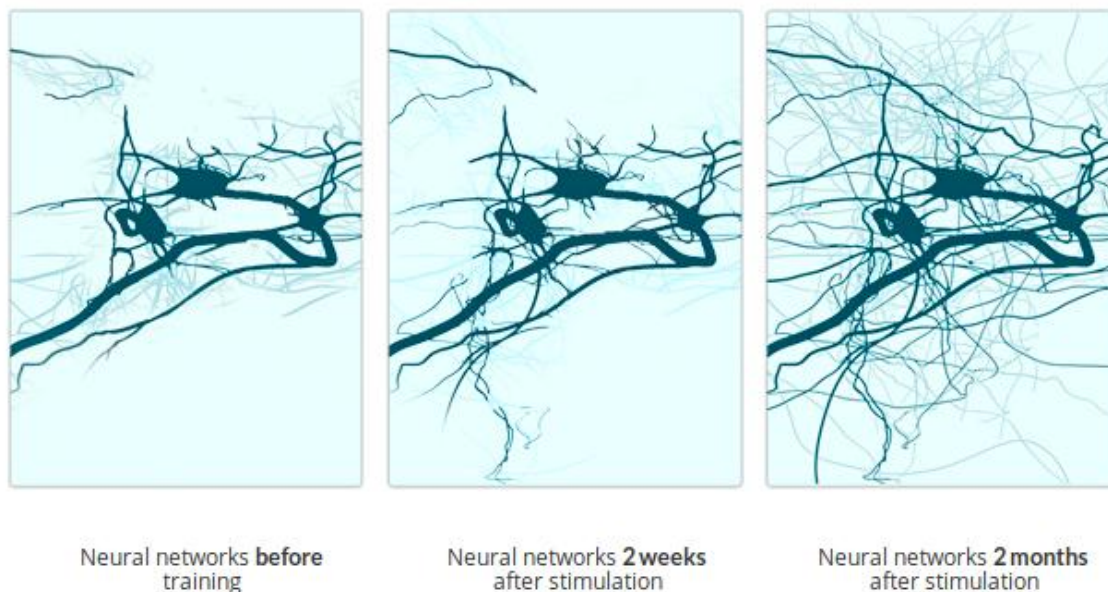 Neural networks before
training
Neural networks 2 weeks
after stimulation
Neural networks 2 months
after stimulation